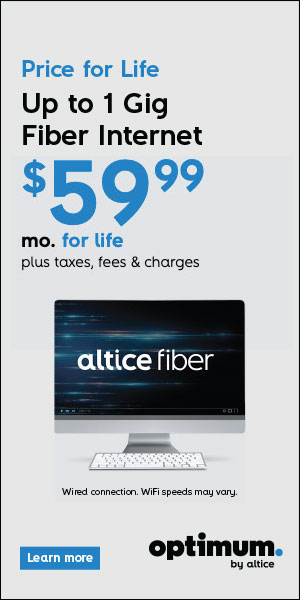 Price for Life
Up to 1 Gig
Fiber Internet
$59.99
mo. for life
plus taxes, fees & charges
altice fiber
Wired connection. WiFi speeds may vary.
Learn more
optimum.
by altice